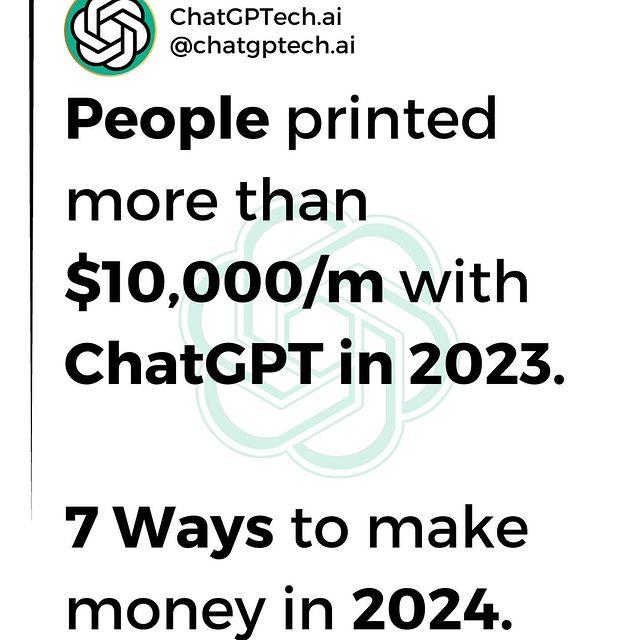 ChatGPTech.ai
@chatgptech.ai
People printed
more than
$10,000/m with
ChatGPT in 2023.
7 Ways to make
money in 2024.